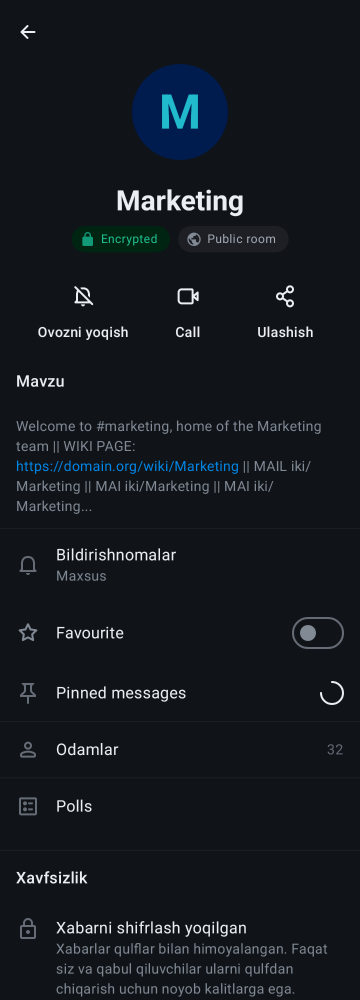 M
Marketing
Encrypted
Public room
Ovozni yoqish
Call
Ulashish
Mavzu
Welcome to #marketing, home of the Marketing
team || WIKI PAGE:
https://domain.org/wiki/Marketing || MAIL iki/
Marketing || MAI iki/Marketing || MAI iki/
Marketing...
Bildirishnomalar
Maxsus
Favourite
Pinned messages
Odamlar
32
Polls
Xavfsizlik
Xabarni shifrlash yoqilgan
Xabarlar qulflar bilan himoyalangan. Faqat
siz va qabul qiluvchilar ularni qulfdan
chiqarish uchun noyob kalitlarga ega.